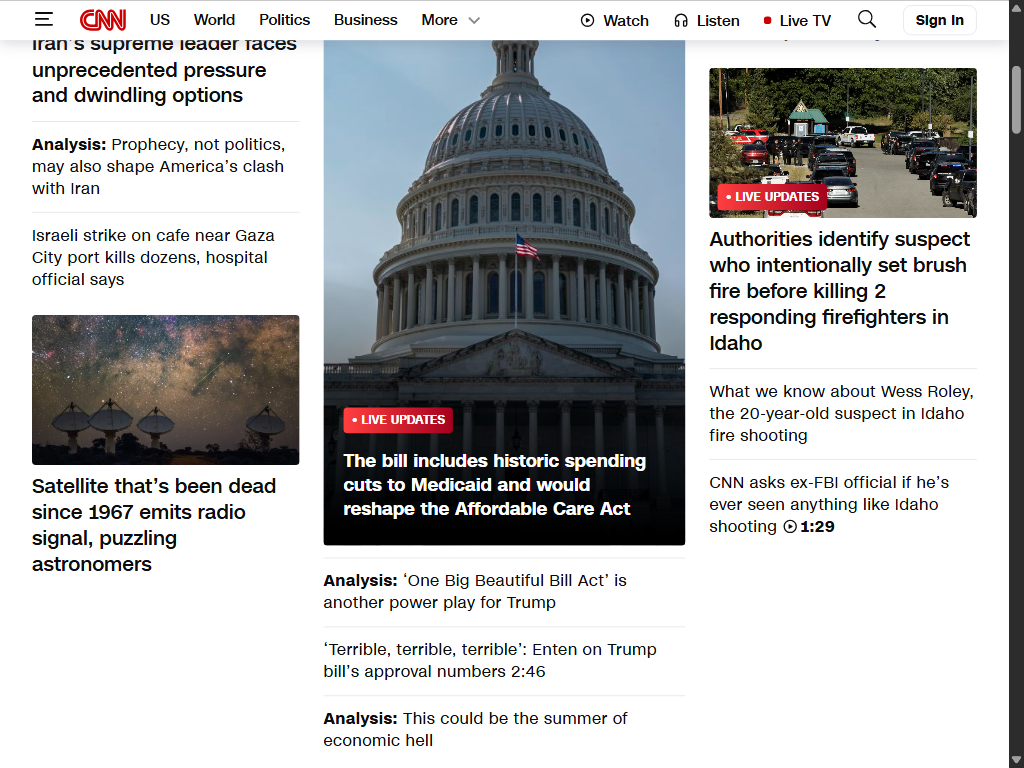 CNN
US
World
Politics
Business
More
Watch
Listen
Live TV
Sign In
Iran's supreme leader faces
unprecedented pressure
and dwindling options
Analysis: Prophecy, not politics,
may also shape America's clash
with Iran
Israeli strike on cafe near Gaza
City port kills dozens, hospital
official says
Satellite that's been dead
since 1967 emits radio
signal, puzzling
astronomers
• LIVE UPDATES
The bill includes historic spending
cuts to Medicaid and would
reshape the Affordable Care Act
Analysis: ‘One Big Beautiful Bill Act’ is
another power play for Trump
‘Terrible, terrible, terrible’: Enten on Trump
bill’s approval numbers 2:46
Analysis: This could be the summer of
economic hell
• LIVE UPDATES
Authorities identify suspect
who intentionally set brush
fire before killing 2
responding firefighters in
Idaho
What we know about Wess Roley,
the 20-year-old suspect in Idaho
fire shooting
CNN asks ex-FBI official if he’s
ever seen anything like Idaho
shooting 1:29